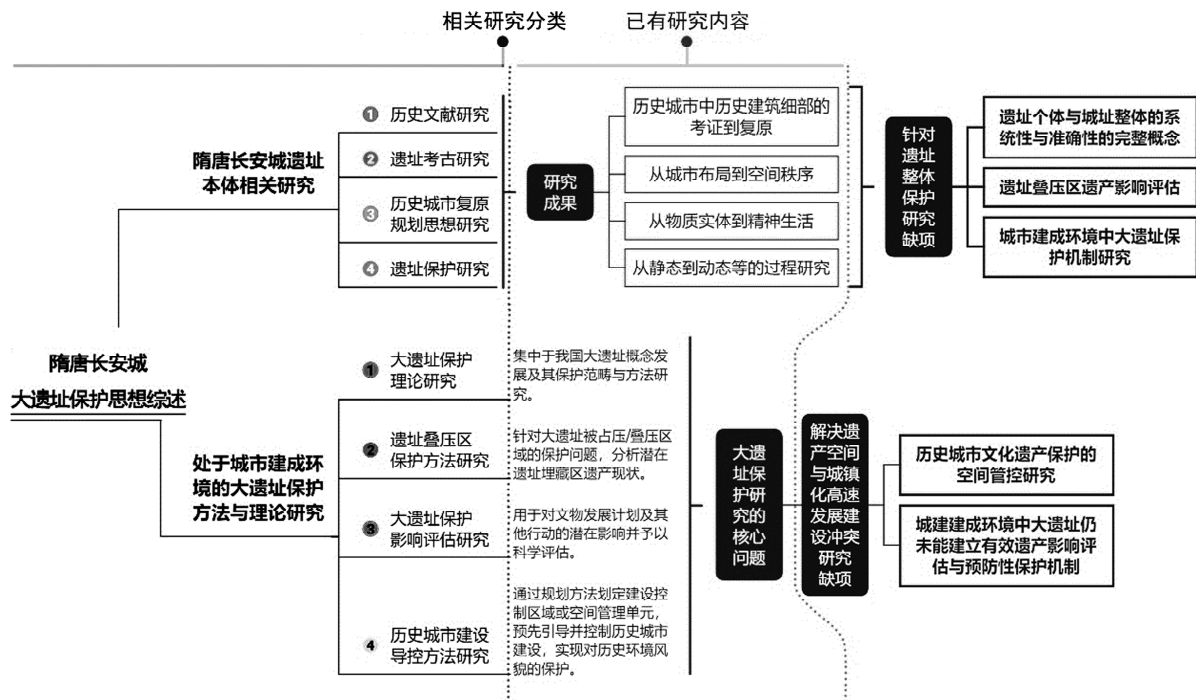 相关研究分类
已有研究内容
隋唐长安城
大遗址保护思想综述
隋唐长安城遗址
本体相关研究
1 历史文献研究
2 遗址考古研究
3 历史城市复原
规划思想研究
4 遗址保护研究
研究
成果
历史城市中历史建筑细部的
考证到复原
从城市布局到空间秩序
从物质实体到精神生活
从静态到动态等的过程研究
针对
遗址
整休
保护
研究
缺项
遗址个体与城址整体的系
统性与准确性的完整概念
遗址叠压区遗产影响评估
城市建成环境中大遗址保
护机制研究
处于城市建成环
境的大遗址保护
方法与理论研究
1 大遗址保护
理论研究
集中于我国大遗址概念发
展及其保护范畴与方法研
究。
2 遗址叠压区
保护方法研究
针对大遗址被占压/叠压区
域的保护问题，分析潜在
遗址埋藏区遗产现状。
3 大遗址保护
影响评估研究
用于对文物发展计划及其
他行动的潜在影响并予以
科学评估。
4 历史城市建设
导控方法研究
通过规划方法划定建设控
制区域或空间管理单元，
预先引导并控制历史城市
建设，实现对历史环境风
貌的保护。
大遗
址保
护研
究的
核心
问题
解决遗
产空间
与城镇
化高速
发展建
设冲突
研究
缺项
历史城市文化遗产保护的
空间管控研究
城建建成环境中大遗址仍
未能建立有效遗产影响评
估与预防性保护机制